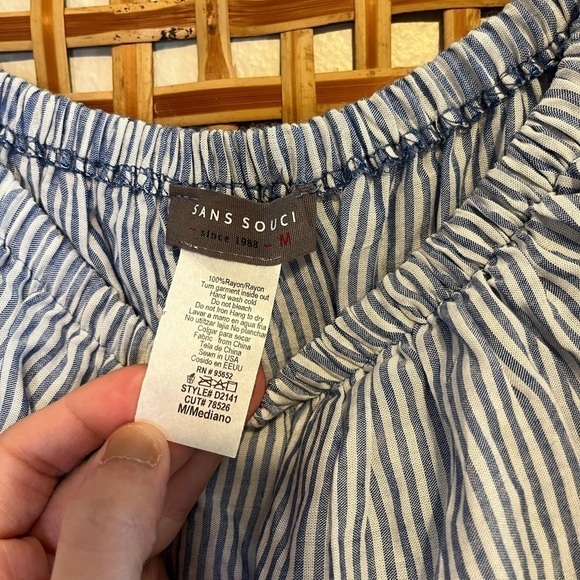 SANS SOUCI
- since 1988 - M
100%Rayon/Rayon
Turn garment inside out
Hand wash cold
Do not bleach
Do not Iron Hang to dry
Lavar a mano en agua fria
No utilizar lejia No planchar
Colgar para secar
Fabric from China
Tela de China
Sewn in USA
Cosido en EEUU
RN # 95652
STYLE# D2141
CUT# 78526
M/Mediano